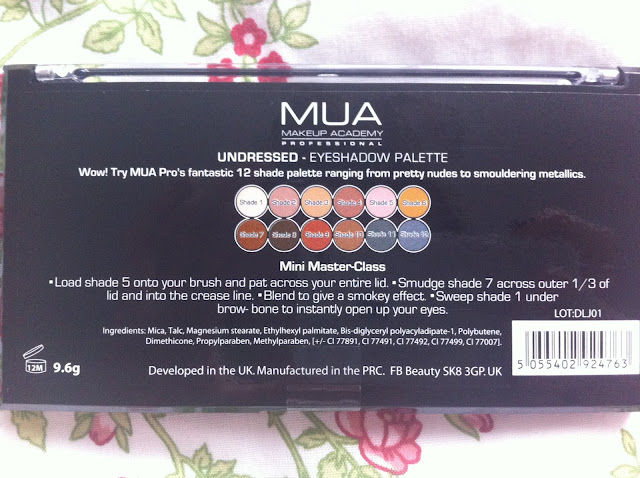 MUA
MAKEUP ACADEMY
PROFESSIONAL
UNDRESSED - EYESHADOW PALETTE
Wow! Try MUA Pro's fantastic 12 shade palette ranging from pretty nudes to smouldering metallics.
Shade 1 Shade 2 Shade 3 Shade 4 Shade 5 Shade 6
Shade 7 Shade 8 Shade 9 Shade 10 Shade 11 Shade 12
Mini Master-Class
▪Load shade 5 onto your brush and pat across your entire lid. ▪Smudge shade 7 across outer 1/3 of
lid and into the crease line. ▪Blend to give a smokey effect. ▪Sweep shade 1 under
brow- bone to instantly open up your eyes.
LOT:DLJ01
Ingredients: Mica, Talc, Magnesium stearate, Ethylhexyl palmitate, Bis-diglyceryl polyacyladipate-1, Polybutene,
Dimethicone, Propylparaben, Methylparaben, [+/- CI 77891, CI 77491, CI 77492, CI 77499, CI 77007].
12M 9.6g
Developed in the UK. Manufactured in the PRC. FB Beauty SK8 3GP. UK
5 055402 924763